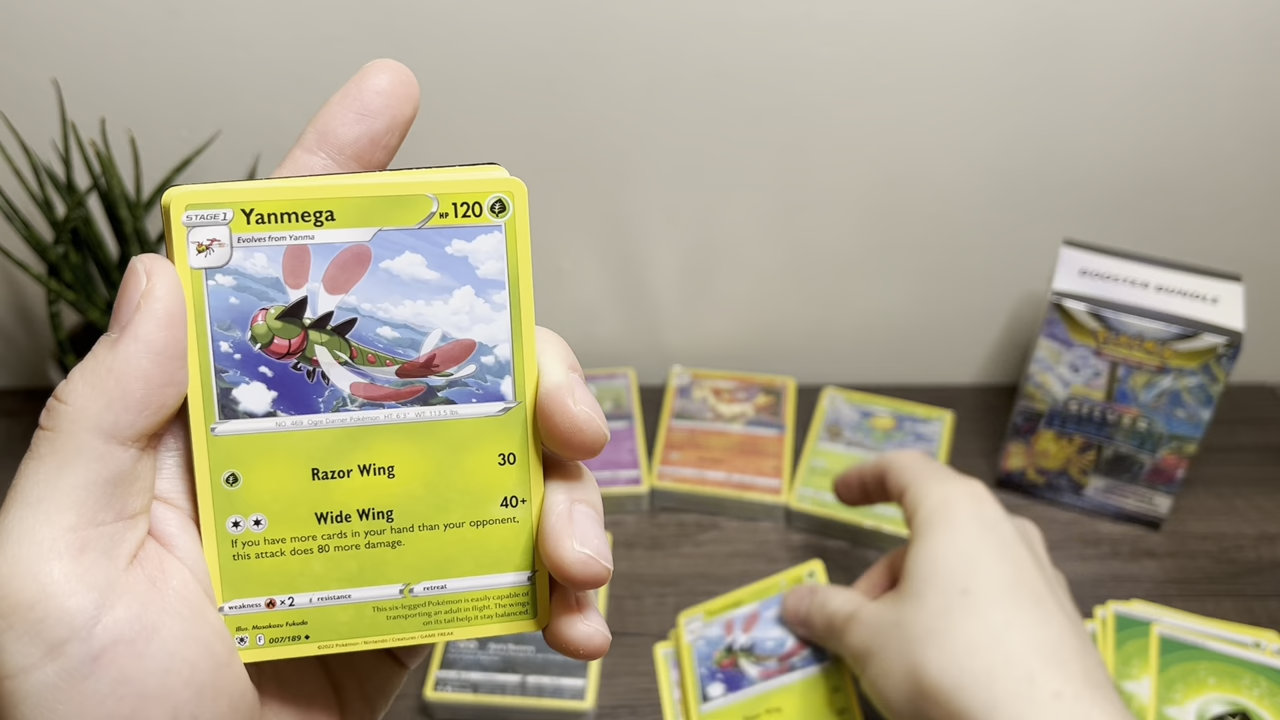 STAGE 1
Yanmega
HP 120
Evolves from Yanma
NO. 469 Ogre Darner Pokémon HT. 6'3" WT. 113.5 lbs.
Razor Wing 30
Wide Wing 40+
If you have more cards in your hand than your opponent,
this attack does 80 more damage.
weakness ×2 resistance retreat
This six-legged Pokémon is easily capable of
transporting an adult in flight. The wings
on its tail help it stay balanced.
Illus. Masakazu Fukuda
F 007/189
©2022 Pokémon / Nintendo / Creatures / GAME FREAK
BOOSTER BUNDLE
Razor Wing